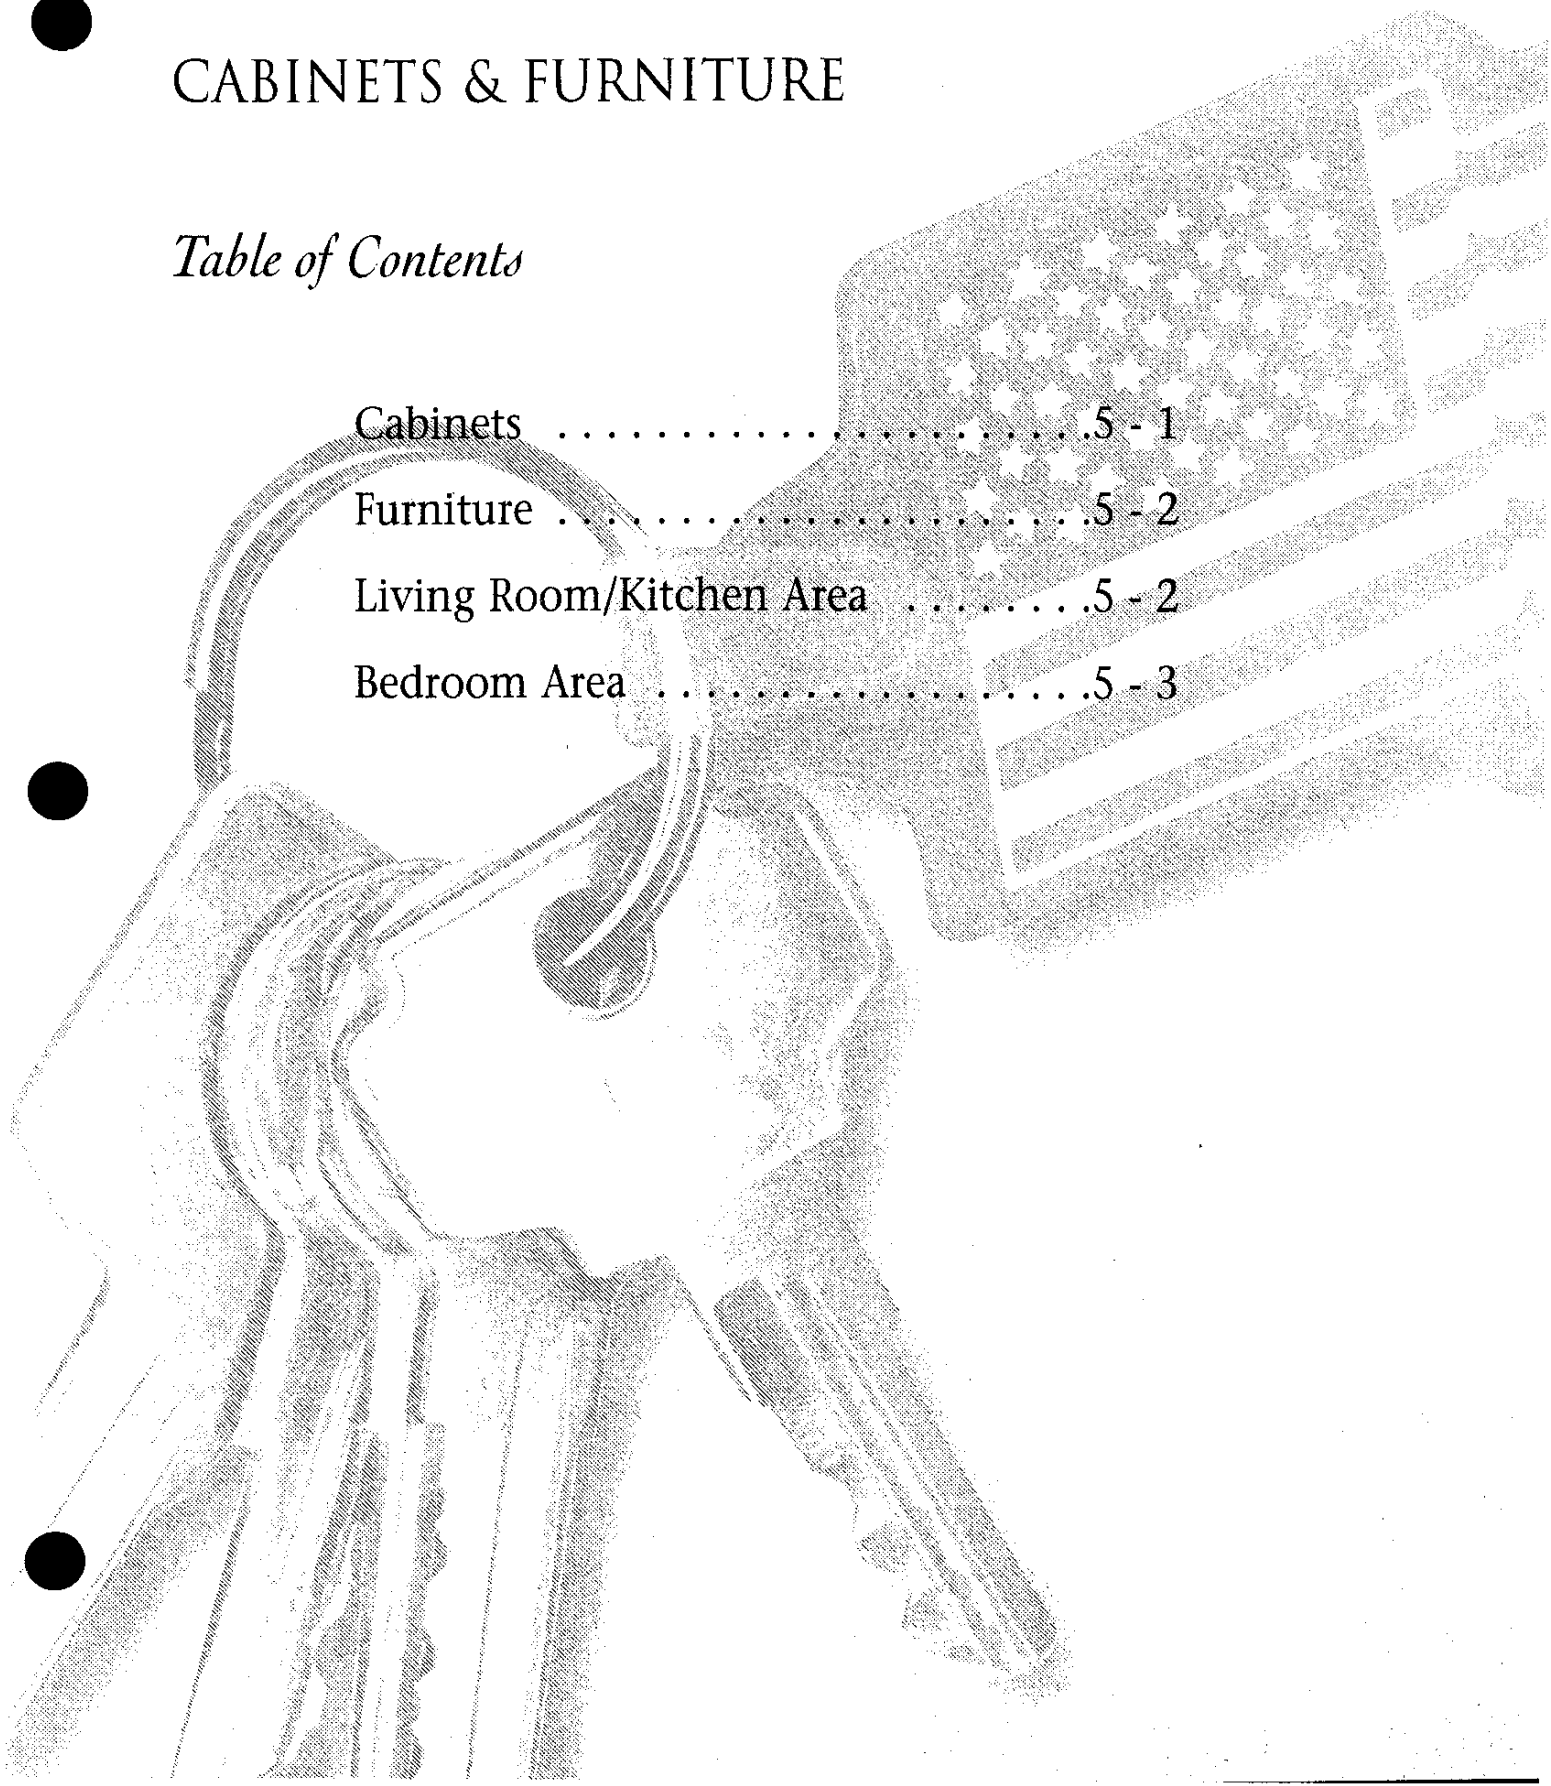 CABINETS & FURNITURE
Table of Contents
Cabinets . . . . . . . . . . . . . . . . . . . . . . .5 - 1
Furniture . . . . . . . . . . . . . . . . . . . . . . .5 - 2
Living Room/Kitchen Area . . . . . . . .5 - 2
Bedroom Area . . . . . . . . . . . . . . . . . . .5 - 3